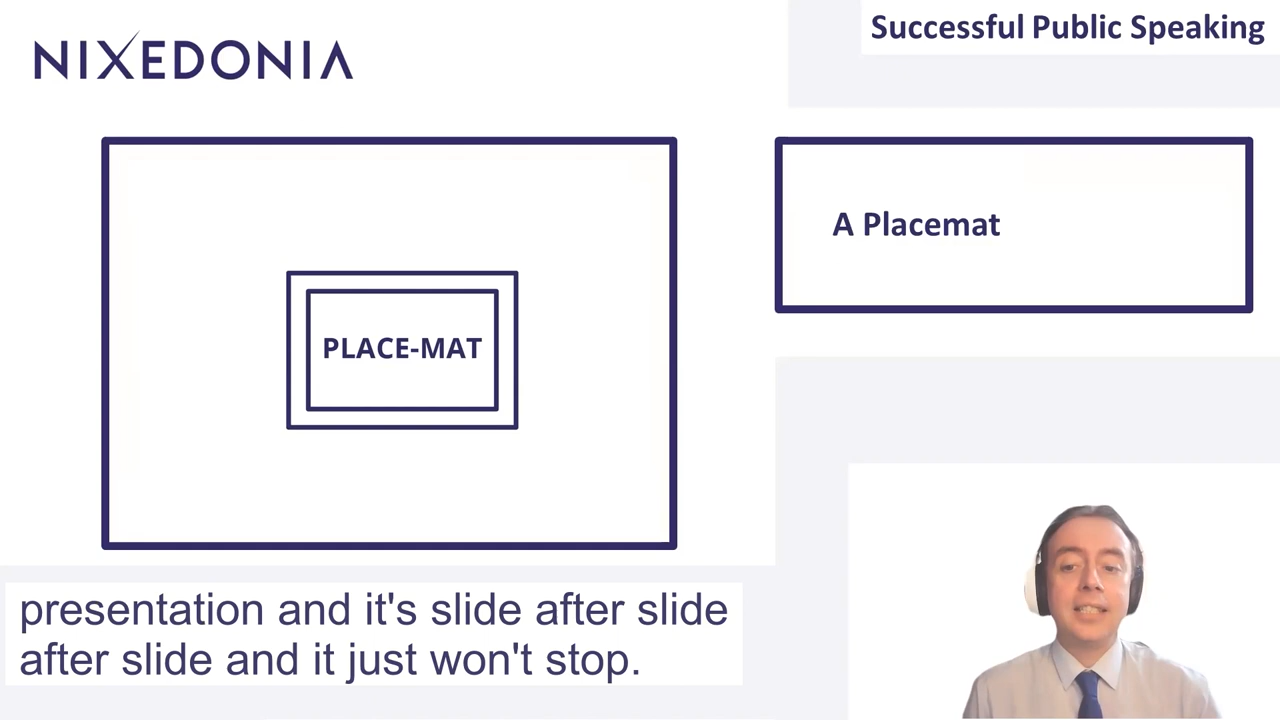 NIXEDONIA
Successful Public Speaking
PLACE-MAT
A Placemat
presentation and it's slide after slide
after slide and it just won't stop.